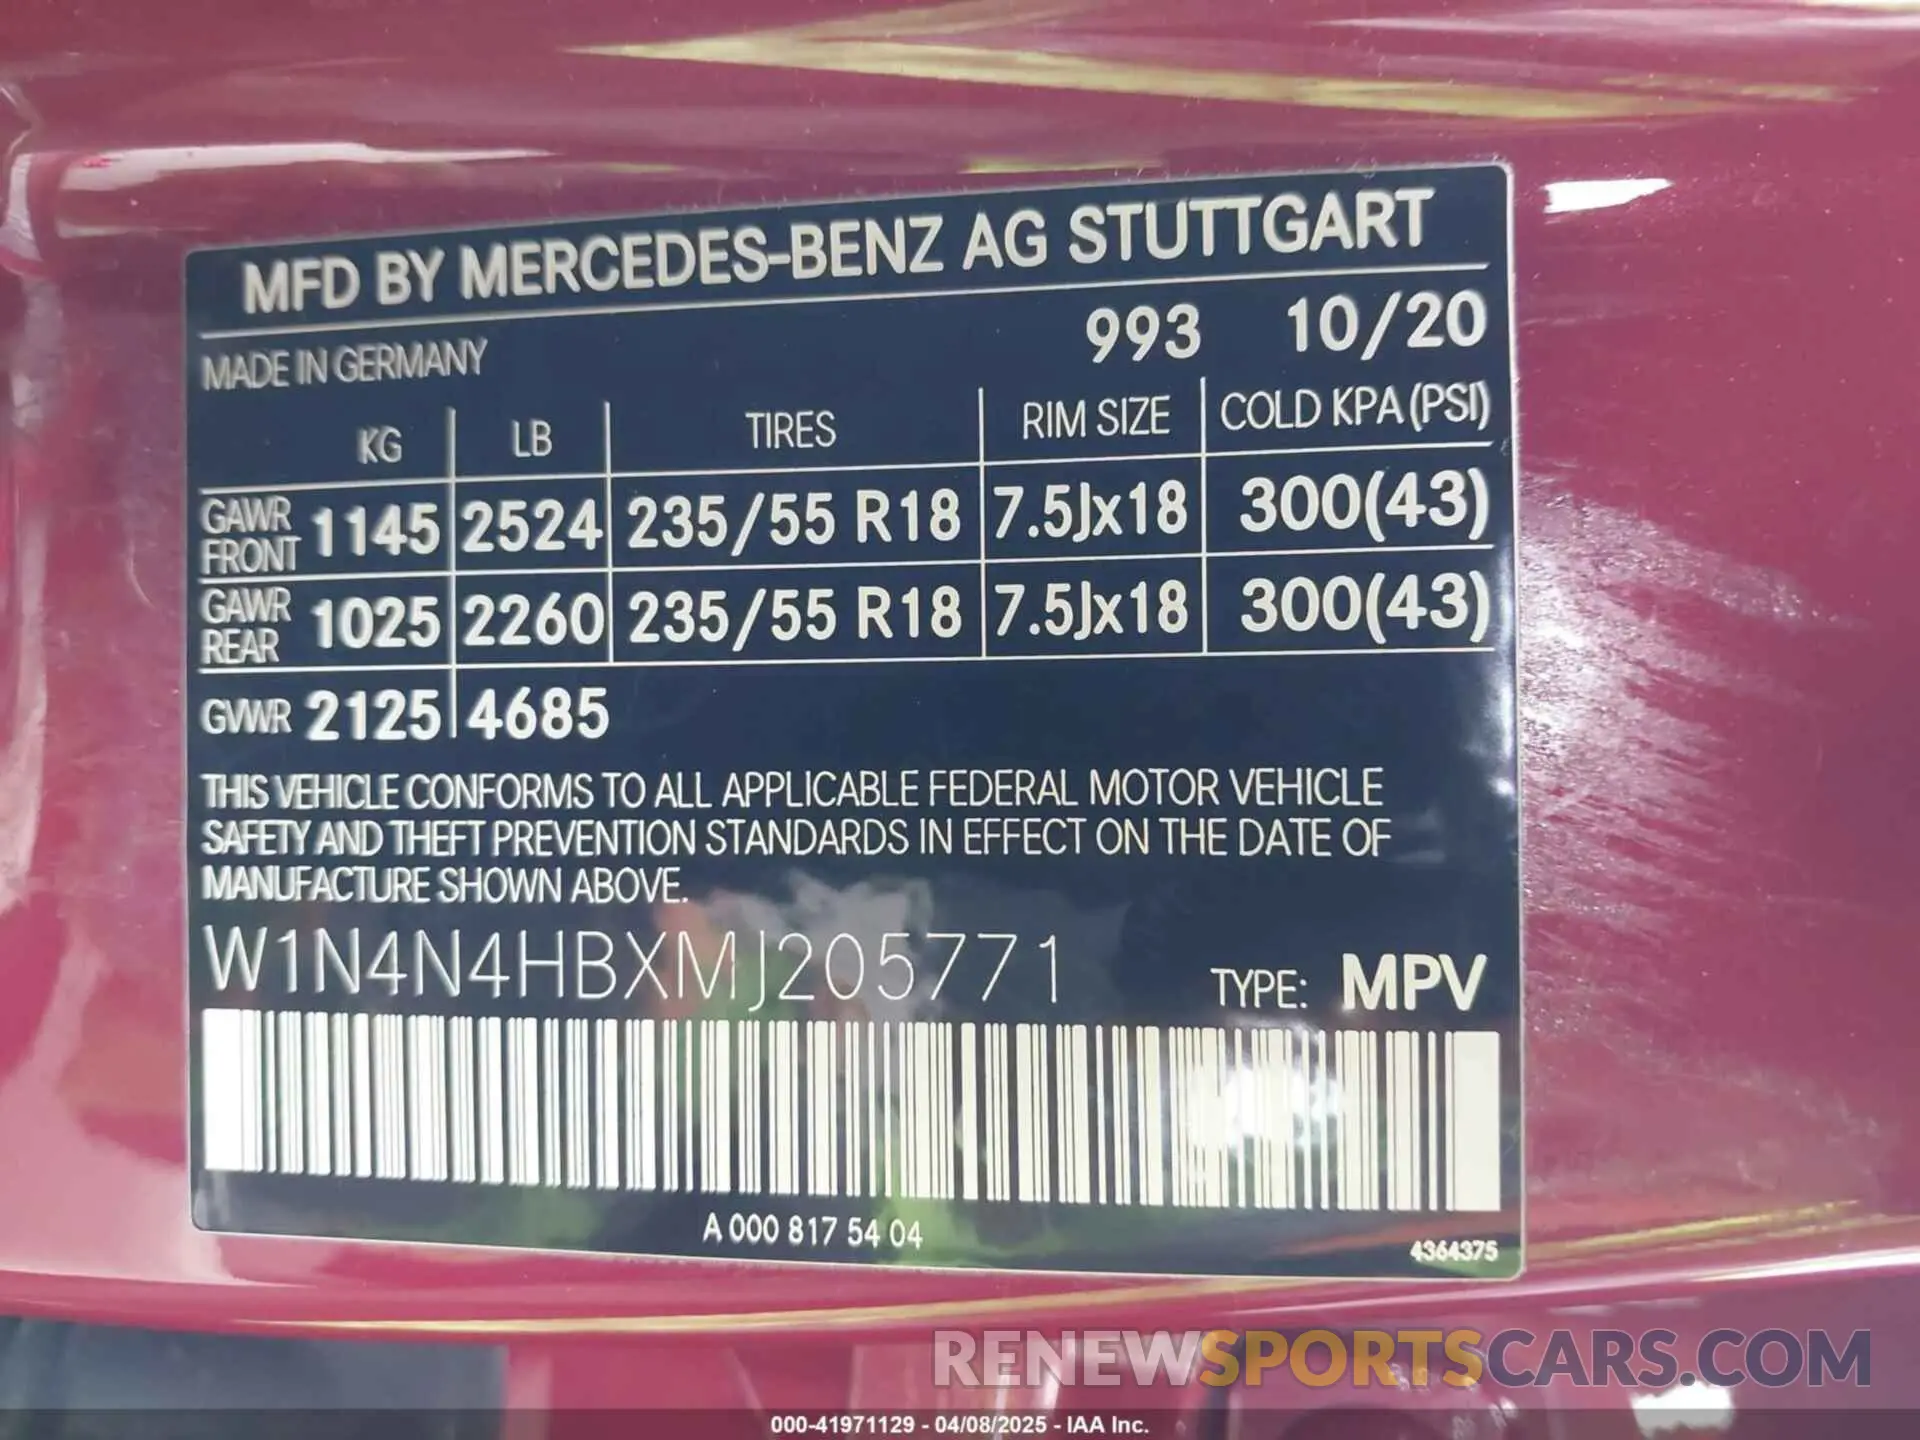 MFD BY MERCEDES-BENZ AG STUTTGART
MADE IN GERMANY 993 10/20
KG LB TIRES RIM SIZE COLD KPA (PSI)
GAWR FRONT 1145 2524 235/55 R18 7.5Jx18 300(43)
GAWR REAR 1025 2260 235/55 R18 7.5Jx18 300(43)
GVWR 2125 4685
THIS VEHICLE CONFORMS TO ALL APPLICABLE FEDERAL MOTOR VEHICLE
SAFETY AND THEFT PREVENTION STANDARDS IN EFFECT ON THE DATE OF
MANUFACTURE SHOWN ABOVE.
W1N4N4HBXMJ205771 TYPE: MPV
A 000 817 54 04
4364375
RENEWSPORTSCARS.COM
000-41971129 - 04/08/2025 - IAA Inc.